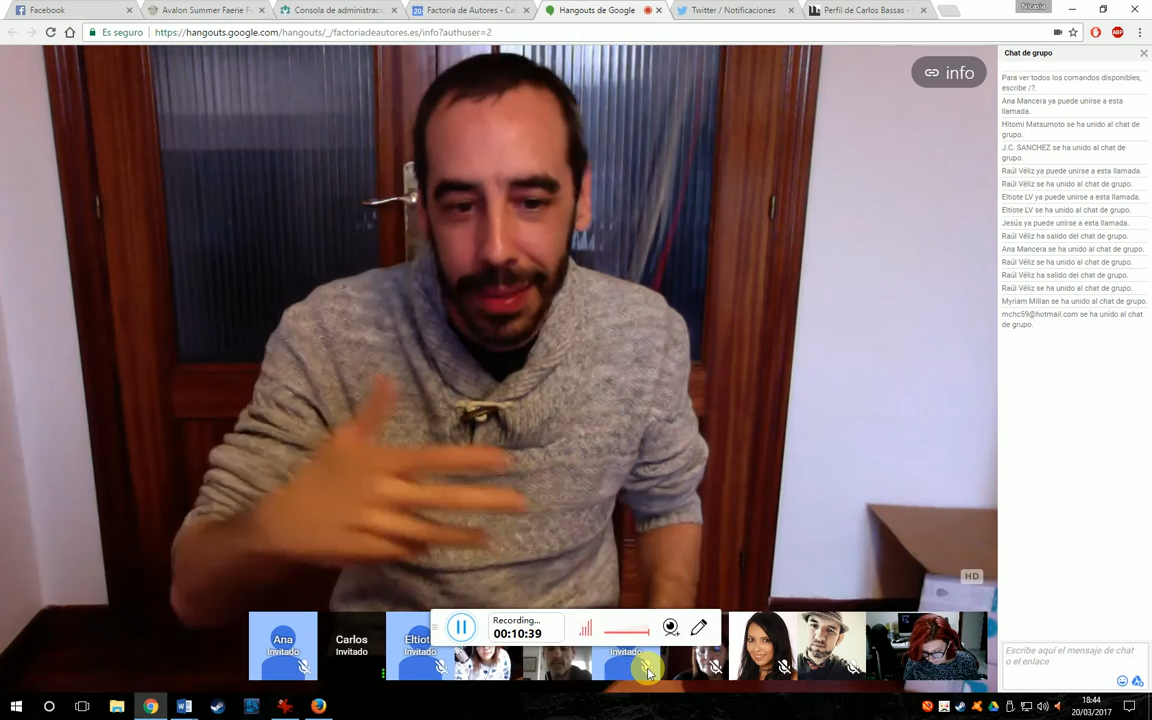 Facebook
Avalon Summer Faerie F
Consola de administraci
Factoría de Autores - Cal
Hangouts de Google
Twitter / Notificaciones
Perfil de Carlos Bassas - E
Nicasia
Es seguro
https://hangouts.google.com/hangouts/_/factoriadeautores.es/info?authuser=2
info
Chat de grupo
Para ver todos los comandos disponibles,
escribe /?.
Ana Mancera ya puede unirse a esta
llamada.
Hitomi Matsumoto se ha unido al chat de
grupo.
J.C. SANCHEZ se ha unido al chat de
grupo.
Raúl Véliz ya puede unirse a esta llamada.
Raúl Véliz se ha unido al chat de grupo.
Eltiote LV ya puede unirse a esta llamada.
Eltiote LV se ha unido al chat de grupo.
Jesús ya puede unirse a esta llamada.
Raúl Véliz ha salido del chat de grupo.
Ana Mancera se ha unido al chat de grupo.
Raúl Véliz se ha unido al chat de grupo.
Raúl Véliz ha salido del chat de grupo.
Raúl Véliz se ha unido al chat de grupo.
Myriam Millan se ha unido al chat de grupo.
mchc59@hotmail.com se ha unido al chat
de grupo.
HD
Recording...
00:10:39
Ana
Invitado
Carlos
Invitado
Eltiot
Invitado
Invitado
Escribe aquí el mensaje de chat
o el enlace
ABP
18:44
20/03/2017